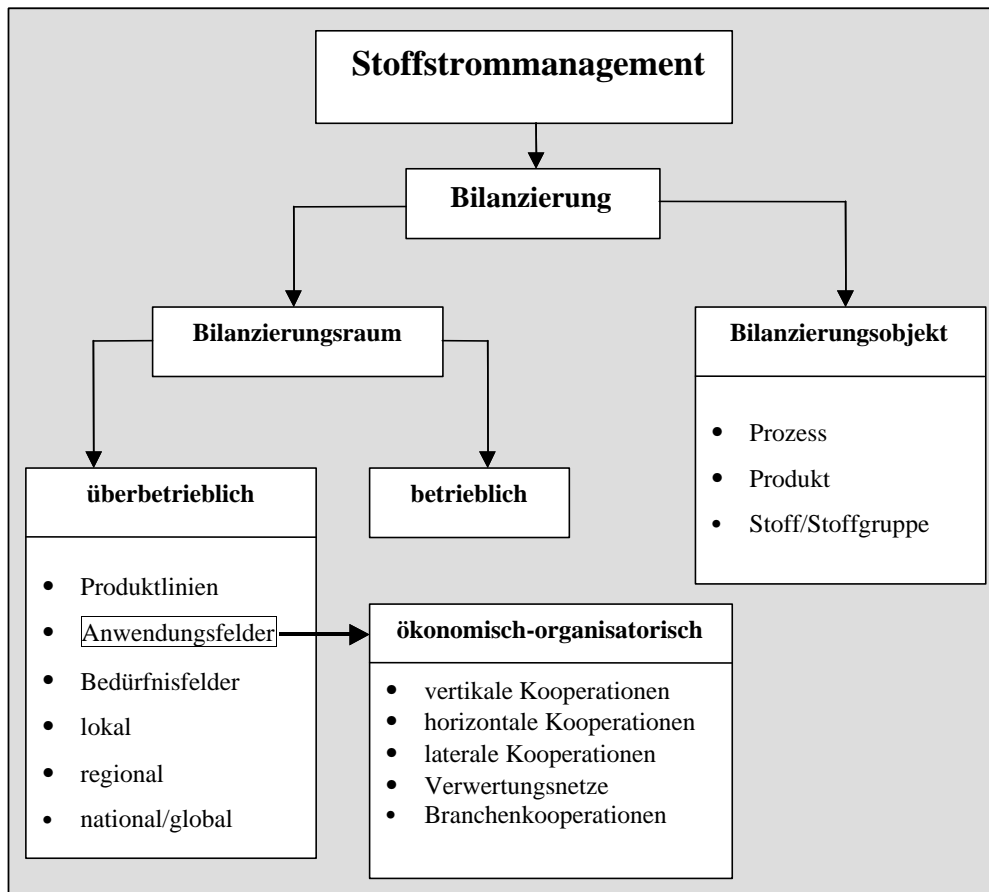 Stoffstrommanagement
Bilanzierung
Bilanzierungsraum
Bilanzierungsobjekt
• Prozess
• Produkt
• Stoff/Stoffgruppe
überbetrieblich
betrieblich
• Produktlinien
• Anwendungsfelder
• Bedürfnisfelder
• lokal
• regional
• national/global
ökonomisch-organisatorisch
• vertikale Kooperationen
• horizontale Kooperationen
• laterale Kooperationen
• Verwertungsnetze
• Branchenkooperationen